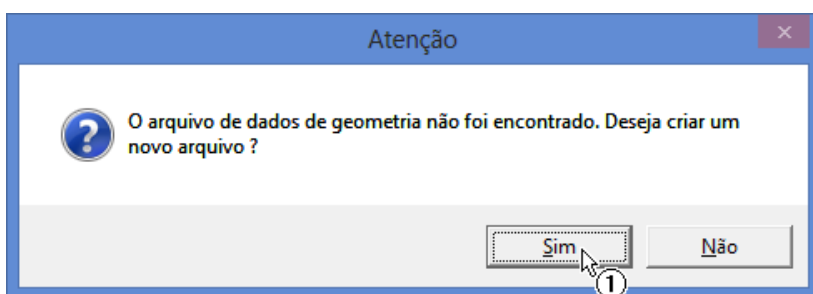 Atenção
O arquivo de dados de geometria não foi encontrado. Deseja criar um
novo arquivo ?
Sim
Não
1